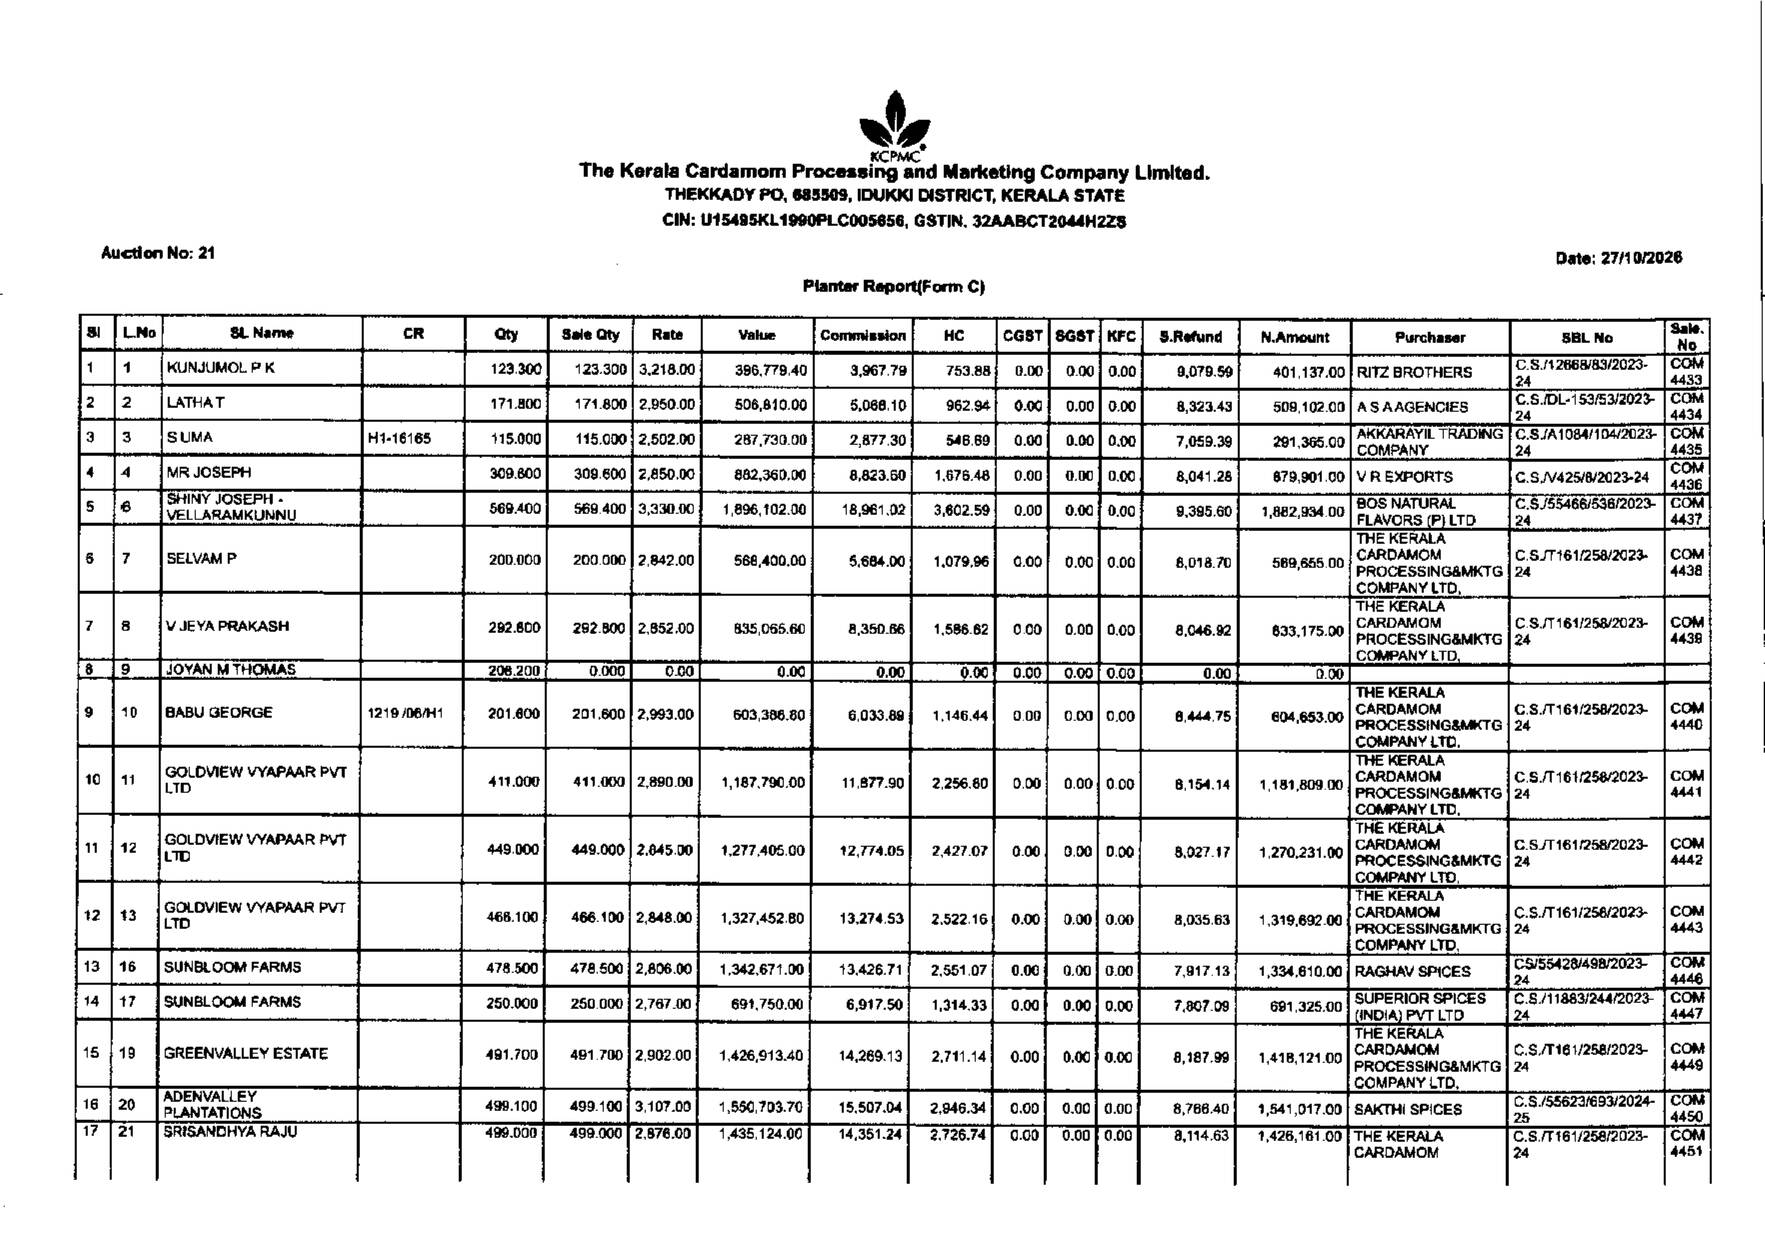 KCPMC
The Kerala Cardamom Processing and Marketing Company Limited.
THEKKADY PO, 685509, IDUKKI DISTRICT, KERALA STATE
CIN: U15495KL1990PLC005656, GSTIN. 32AABCT2044H2ZS
Auction No: 21
Date: 27/10/2026
Planter Report(Form C)
Sl L.No SL Name CR Qty Sale Qty Rate Value Commission HC CGST SGST KFC S.Refund N.Amount Purchaser SBL No Sale. No
1 1 KUNJUMOL P K 123.300 123.300 3,218.00 396,779.40 3,967.79 753.88 0.00 0.00 0.00 9,079.59 401,137.00 RITZ BROTHERS C.S./12668/83/2023-24 COM 4433
2 2 LATHA T 171.800 171.800 2,950.00 506,810.00 5,068.10 962.94 0.00 0.00 0.00 8,323.43 509,102.00 A S A AGENCIES C.S./DL-153/53/2023-24 COM 4434
3 3 SUMA H1-16165 115.000 115.000 2,502.00 287,730.00 2,877.30 546.69 0.00 0.00 0.00 7,059.39 291,365.00 AKKARAYIL TRADING COMPANY C.S./A1084/104/2023-24 COM 4435
4 4 MR JOSEPH 309.600 309.600 2,850.00 882,360.00 8,823.60 1,676.48 0.00 0.00 0.00 8,041.28 879,901.00 V R EXPORTS C.S./V425/8/2023-24 COM 4436
5 6 SHINY JOSEPH - VELLARAMKUNNU 569.400 569.400 3,330.00 1,896,102.00 18,961.02 3,602.59 0.00 0.00 0.00 9,395.60 1,882,934.00 BOS NATURAL FLAVORS (P) LTD C.S./55466/536/2023-24 COM 4437
6 7 SELVAM P 200.000 200.000 2,842.00 568,400.00 5,684.00 1,079.96 0.00 0.00 0.00 8,018.70 569,655.00 THE KERALA CARDAMOM PROCESSING&MKTG COMPANY LTD, C.S./T161/258/2023-24 COM 4438
7 8 V JEYA PRAKASH 292.800 292.800 2,852.00 835,065.60 8,350.66 1,586.62 0.00 0.00 0.00 8,046.92 833,175.00 THE KERALA CARDAMOM PROCESSING&MKTG COMPANY LTD, C.S./T161/258/2023-24 COM 4439
8 9 JOYAN M THOMAS 208.200 0.000 0.00 0.00 0.00 0.00 0.00 0.00 0.00 0.00 0.00
9 10 BABU GEORGE 1219/06/H1 201.600 201.600 2,993.00 603,386.80 6,033.89 1,146.44 0.00 0.00 0.00 8,444.75 604,653.00 THE KERALA CARDAMOM PROCESSING&MKTG COMPANY LTD, C.S./T161/258/2023-24 COM 4440
10 11 GOLDVIEW VYAPAAR PVT LTD 411.000 411.000 2,890.00 1,187,790.00 11,877.90 2,256.80 0.00 0.00 0.00 8,154.14 1,181,809.00 THE KERALA CARDAMOM PROCESSING&MKTG COMPANY LTD, C.S./T161/258/2023-24 COM 4441
11 12 GOLDVIEW VYAPAAR PVT LTD 449.000 449.000 2,845.00 1,277,405.00 12,774.05 2,427.07 0.00 0.00 0.00 8,027.17 1,270,231.00 THE KERALA CARDAMOM PROCESSING&MKTG COMPANY LTD, C.S./T161/258/2023-24 COM 4442
12 13 GOLDVIEW VYAPAAR PVT LTD 466.100 466.100 2,848.00 1,327,452.80 13,274.53 2,522.16 0.00 0.00 0.00 8,035.63 1,319,692.00 THE KERALA CARDAMOM PROCESSING&MKTG COMPANY LTD, C.S./T161/258/2023-24 COM 4443
13 16 SUNBLOOM FARMS 478.500 478.500 2,806.00 1,342,671.00 13,426.71 2,551.07 0.00 0.00 0.00 7,917.13 1,334,610.00 RAGHAV SPICES CS/55428/498/2023-24 COM 4446
14 17 SUNBLOOM FARMS 250.000 250.000 2,767.00 691,750.00 6,917.50 1,314.33 0.00 0.00 0.00 7,807.09 691,325.00 SUPERIOR SPICES (INDIA) PVT LTD C.S./11883/244/2023-24 COM 4447
15 19 GREENVALLEY ESTATE 491.700 491.700 2,902.00 1,426,913.40 14,269.13 2,711.14 0.00 0.00 0.00 8,187.99 1,418,121.00 THE KERALA CARDAMOM PROCESSING&MKTG COMPANY LTD, C.S./T161/258/2023-24 COM 4449
16 20 ADENVALLEY PLANTATIONS 499.100 499.100 3,107.00 1,550,703.70 15,507.04 2,946.34 0.00 0.00 0.00 8,766.40 1,541,017.00 SAKTHI SPICES C.S./55623/693/2024-25 COM 4450
17 21 SRISANDHYA RAJU 499.000 499.000 2,876.00 1,435,124.00 14,351.24 2,726.74 0.00 0.00 0.00 8,114.63 1,426,161.00 THE KERALA CARDAMOM C.S./T161/258/2023-24 COM 4451